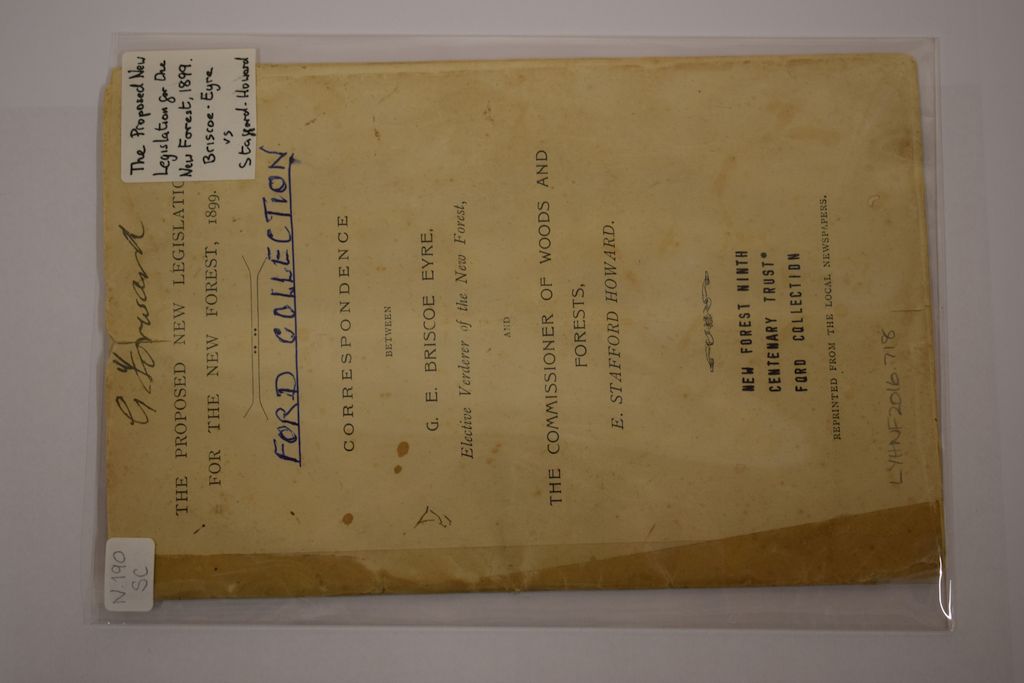 G Howard
The Proposed New
Legislation for the
New Forest, 1899.
Briscoe-Eyre
vs
Stafford-Howard
THE PROPOSED NEW LEGISLATIO
FOR THE NEW FOREST, 1899.
FORD COLLECTION
CORRESPONDENCE
BETWEEN
G. E. BRISCOE EYRE,
Elective Verderer of the New Forest,
AND
THE COMMISSIONER OF WOODS AND
FORESTS,
E. STAFFORD HOWARD.
NEW FOREST NINTH
CENTENARY TRUST
FORD COLLECTION
REPRINTED FROM THE LOCAL NEWSPAPERS.
LYHNF2016.718
N.190
SC